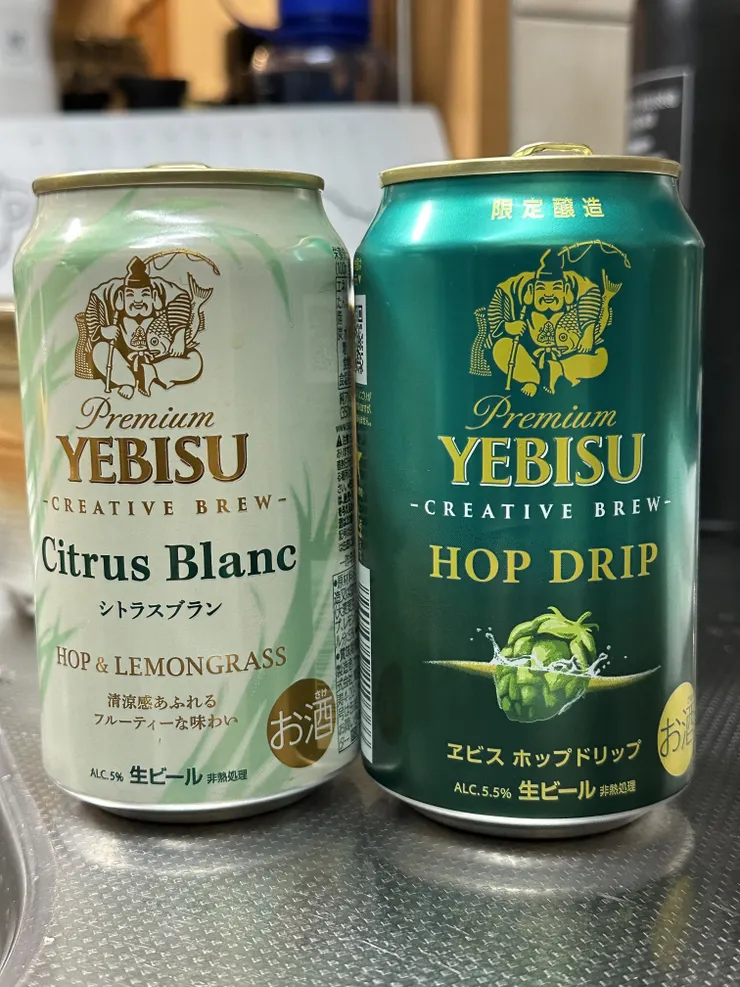 Premium
YEBISU
-CREATIVE BREW-
Citrus Blanc
シトラスブラン
HOP & LEMONGRASS
清涼感あふれる
フルーティーな味わい
さけ
お酒
ALC.5% 生ビール 非熱処理
限定醸造
Premium
YEBISU
-CREATIVE BREW-
HOP DRIP
ヱビス ホップドリップ
お酒
ALC.5.5% 生ビール 非熱処理